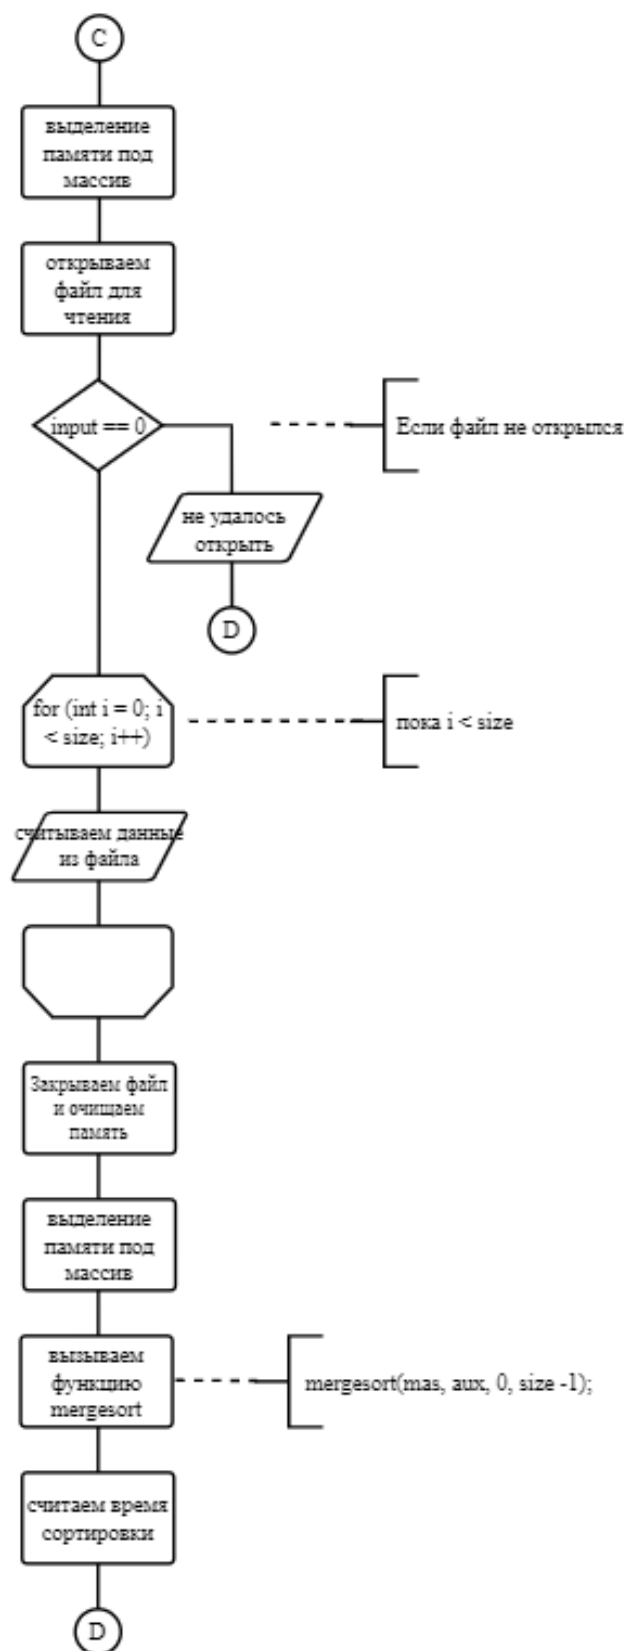 C
выделение
памяти под
массив
открываем
файл для
чтения
input == 0
Если файл не открылся
не удалось
открыть
D
for (int i = 0; i
< size; i++)
пока i < size
считываем данные
из файла
Закрываем файл
и очищаем
память
выделение
памяти под
массив
вызываем
функцию
mergesort
mergesort(mas, aux, 0, size -1);
считаем время
сортировки
D